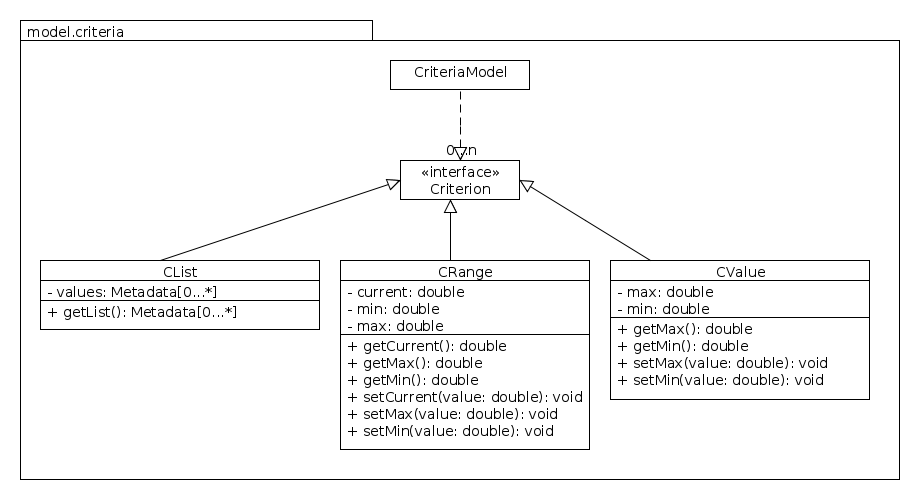 model.criteria
CriteriaModel
0...n
«interface»
Criterion
CList
- values: Metadata[0...*]
+ getList(): Metadata[0...*]
CRange
- current: double
- min: double
- max: double
+ getCurrent(): double
+ getMax(): double
+ getMin(): double
+ setCurrent(value: double): void
+ setMax(value: double): void
+ setMin(value: double): void
CValue
- max: double
- min: double
+ getMax(): double
+ getMin(): double
+ setMax(value: double): void
+ setMin(value: double): void